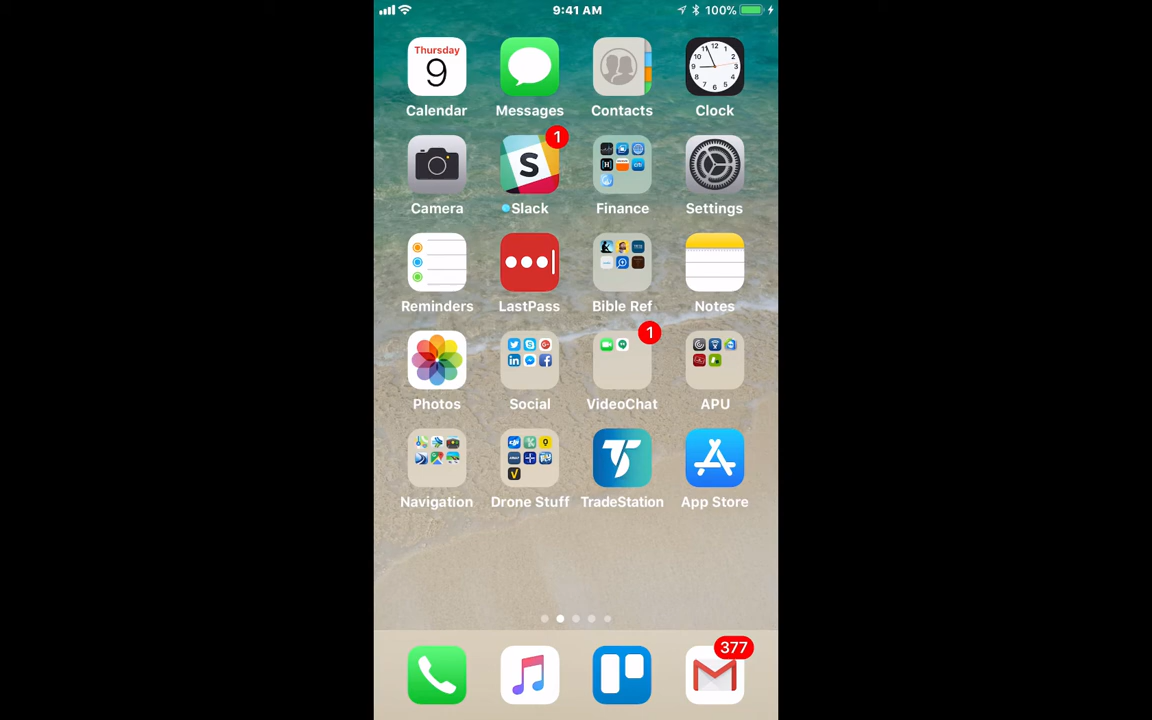 9:41 AM 100%
Thursday
9
Calendar Messages Contacts Clock
1
S
Camera Slack Finance Settings
Reminders LastPass Bible Ref Notes
1
Photos Social VideoChat APU
Navigation Drone Stuff TradeStation App Store
377